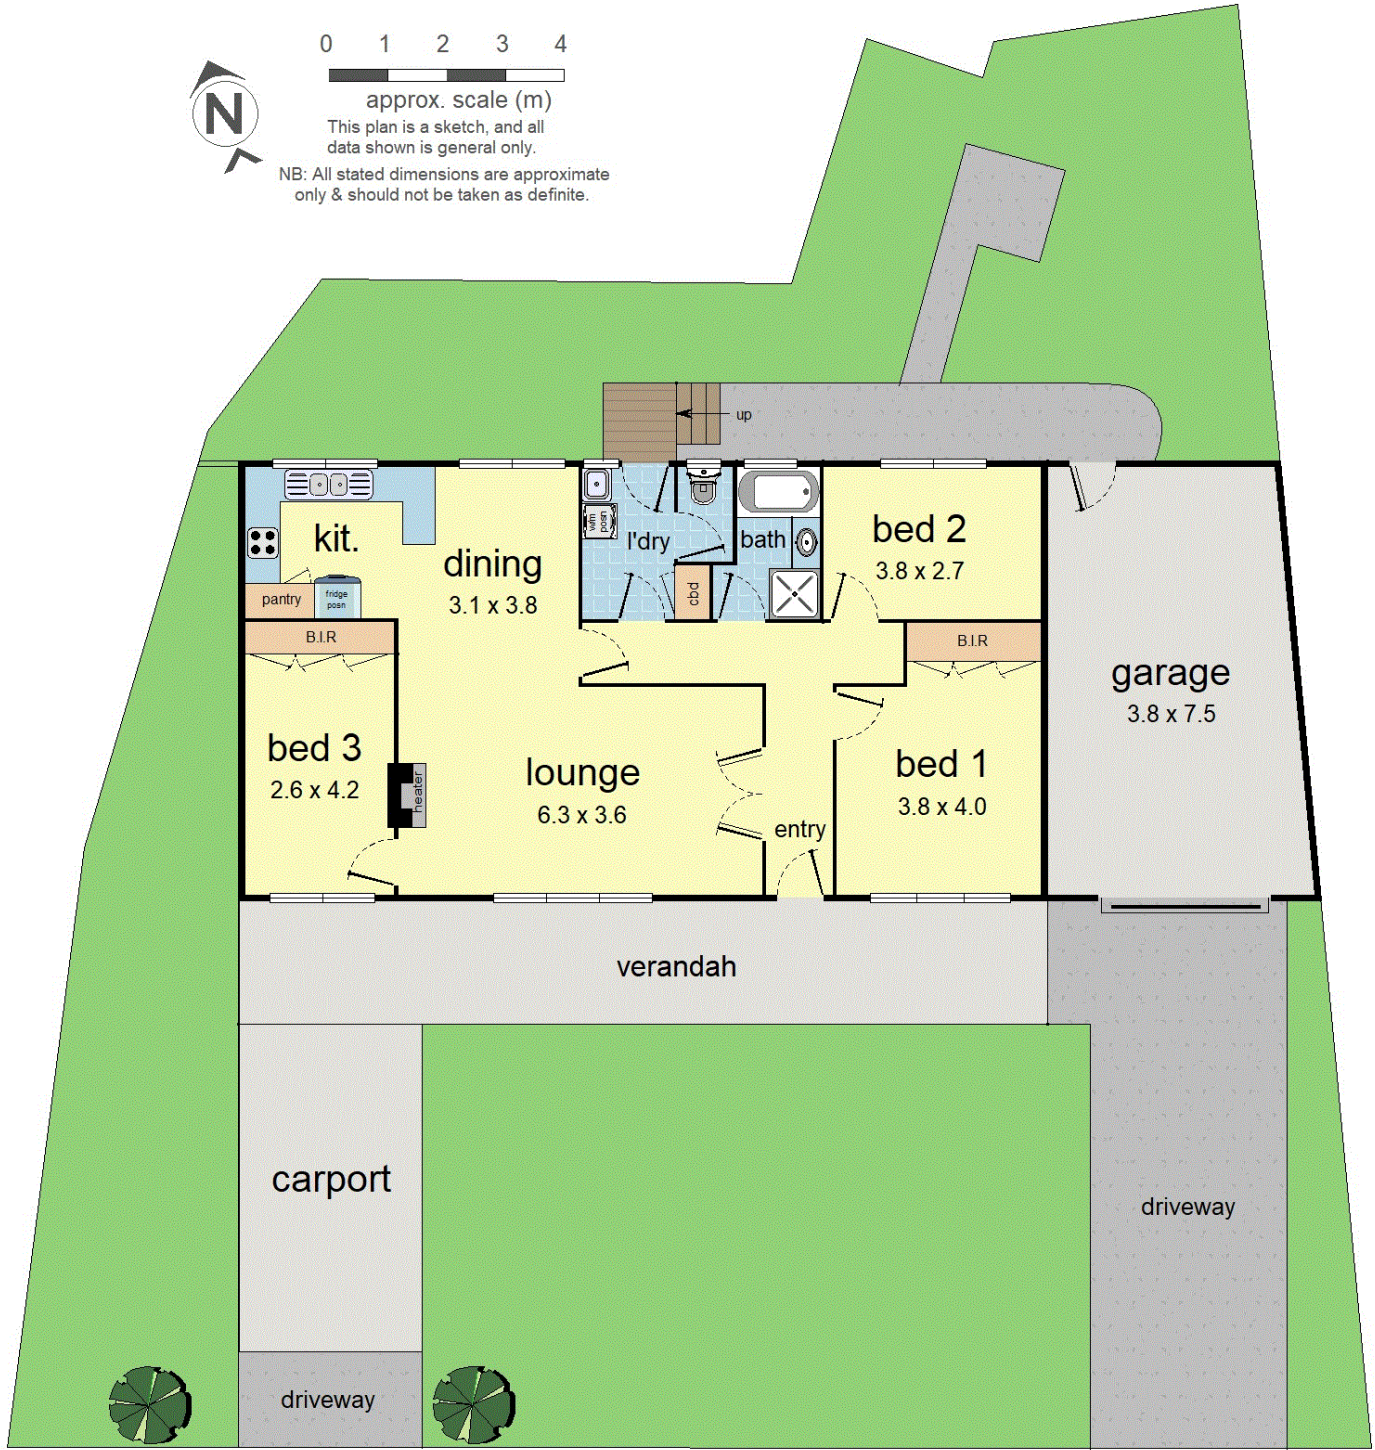 0 1 2 3 4
approx. scale (m)
N
This plan is a sketch, and all
data shown is general only.
NB: All stated dimensions are approximate
only & should not be taken as definite.
up
kit.
dining
3.1 x 3.8
w/m
posn
l'dry
bath
bed 2
3.8 x 2.7
pantry
fridge
posn
cbd
B.I.R
B.I.R
garage
3.8 x 7.5
bed 3
2.6 x 4.2
heater
lounge
6.3 x 3.6
bed 1
3.8 x 4.0
entry
verandah
carport
driveway
driveway